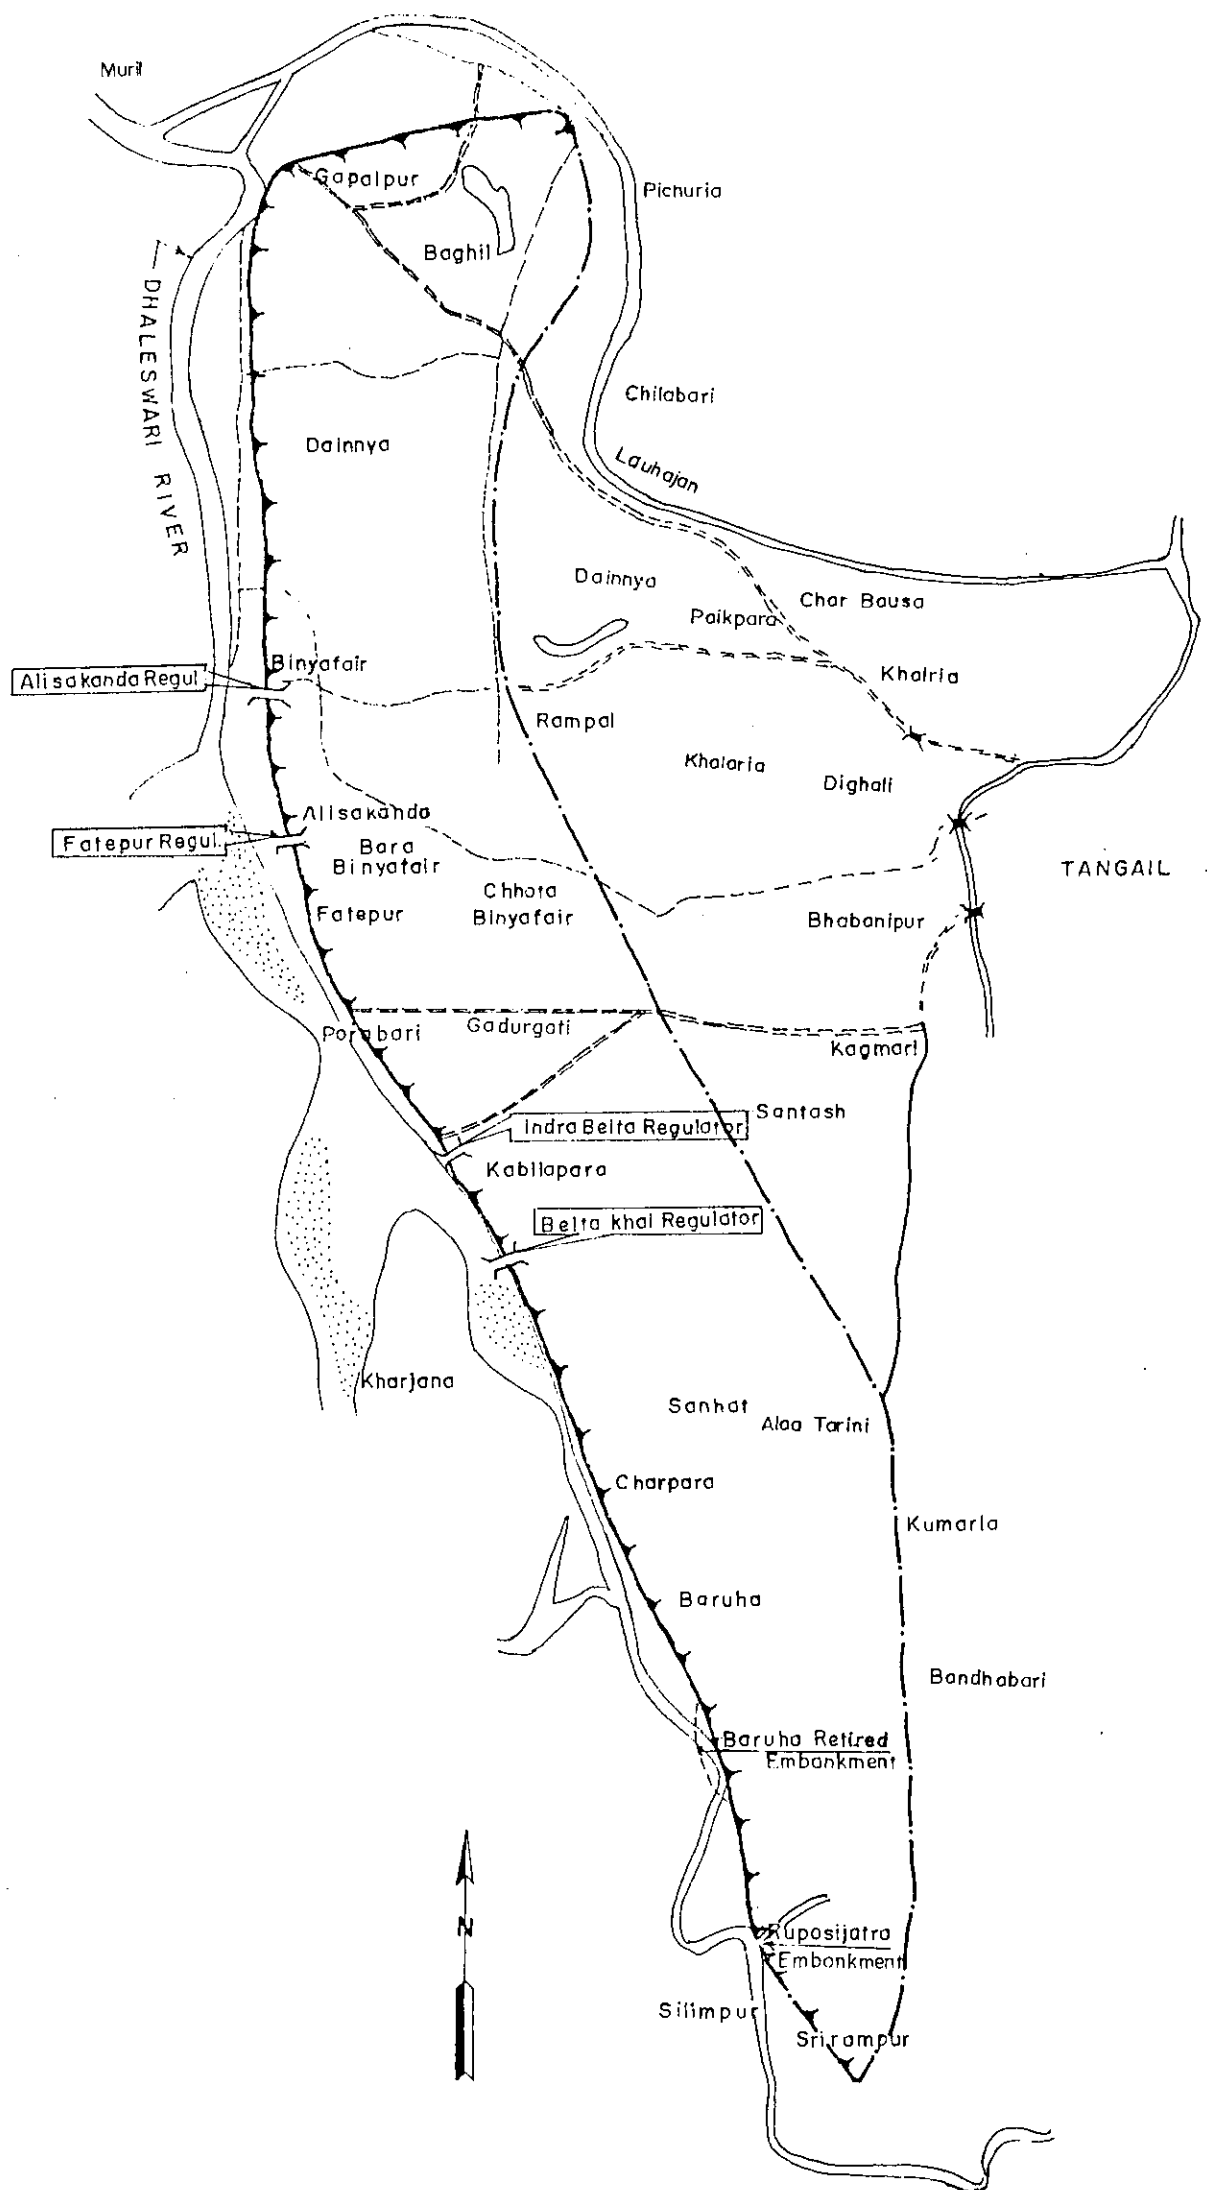 Muril
Gapalpur
Pichuria
Baghil
DHALESWARI RIVER
Chilabari
Dainnya
Lauhajan
Dainnya
Char Bausa
Paikpara
Binyafair
Khalria
Alisakanda Regul
Rampal
Khalaria
Dighali
Alisakanda
Fatepur Regul.
Bara
Binyafair
TANGAIL
Chhota
Binyafair
Fatepur
Bhabanipur
Gadurgati
Porabari
Kagmari
Santash
Indra Belta Regulator
Kabilapara
Belta khal Regulator
Kharjana
Sanhat
Alaa Tarini
Charpara
Kumarla
Baruha
Bandhabari
Baruha Retired
Embankment
N
Ruposijatra
Embankment
Silimpur
Srirampur